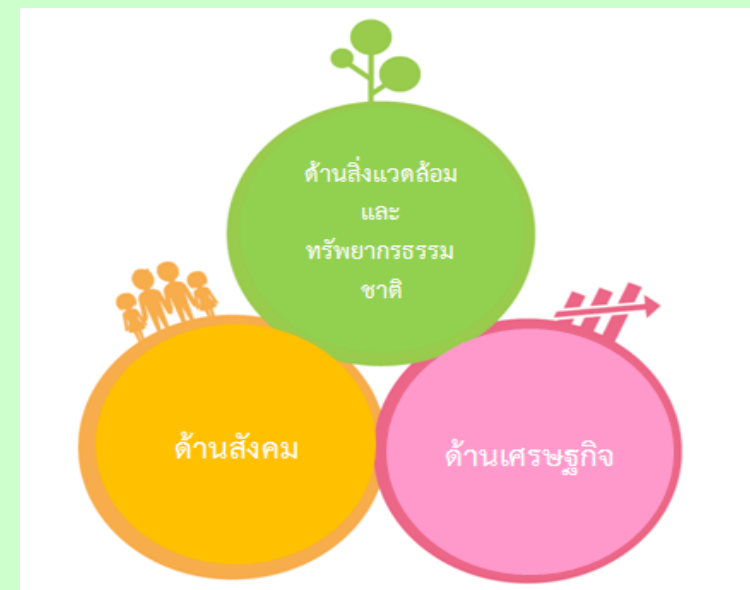 ด้านสิ่งแวดล้อม
และ
ทรัพยากรธรรม
ชาติ
ด้านสังคม
ด้านเศรษฐกิจ